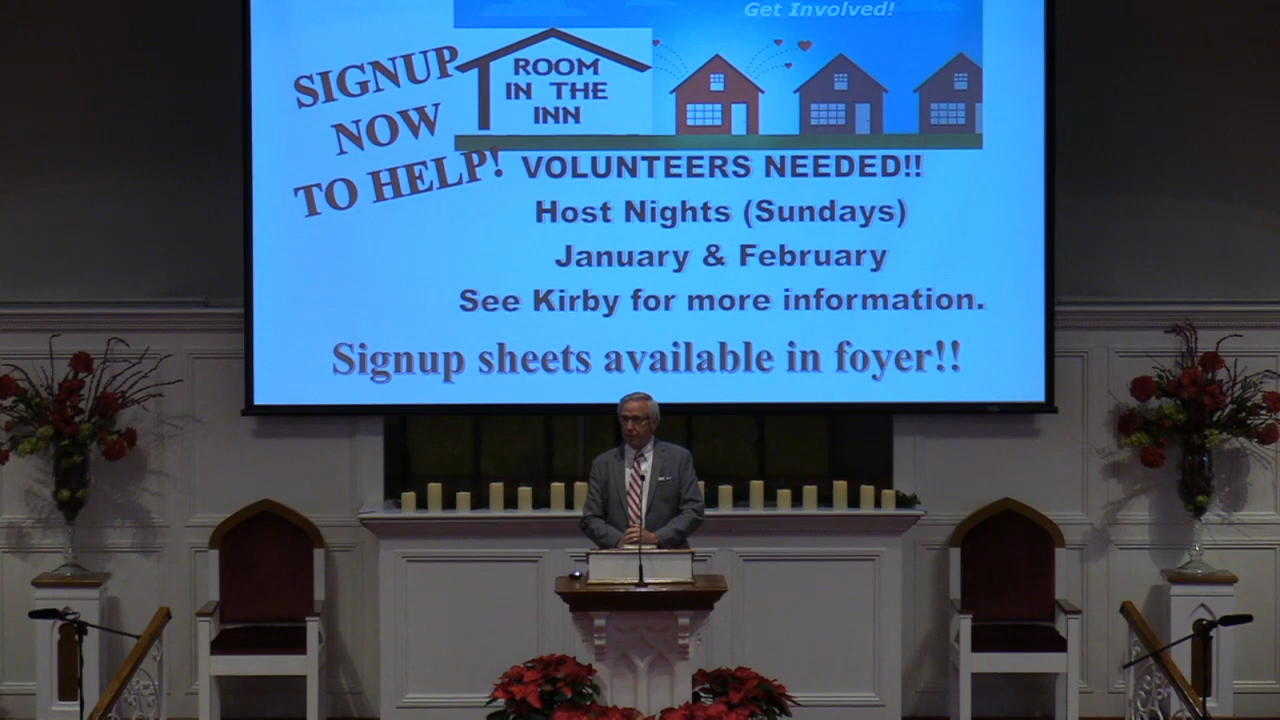 Get Involved!
SIGNUP
NOW
TO HELP!
ROOM
IN THE
INN
VOLUNTEERS NEEDED!!
Host Nights (Sundays)
January & February
See Kirby for more information.
Signup sheets available in foyer!!